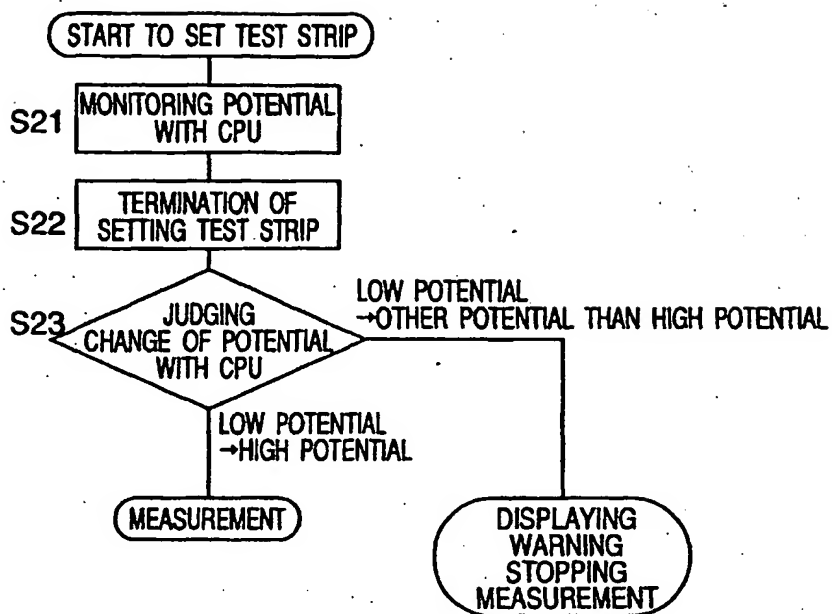 START TO SET TEST STRIP
S21
MONITORING POTENTIAL
WITH CPU
S22
TERMINATION OF
SETTING TEST STRIP
S23
JUDGING
CHANGE OF POTENTIAL
WITH CPU
LOW POTENTIAL
→OTHER POTENTIAL THAN HIGH POTENTIAL
LOW POTENTIAL
→HIGH POTENTIAL
MEASUREMENT
DISPLAYING
WARNING
STOPPING
MEASUREMENT